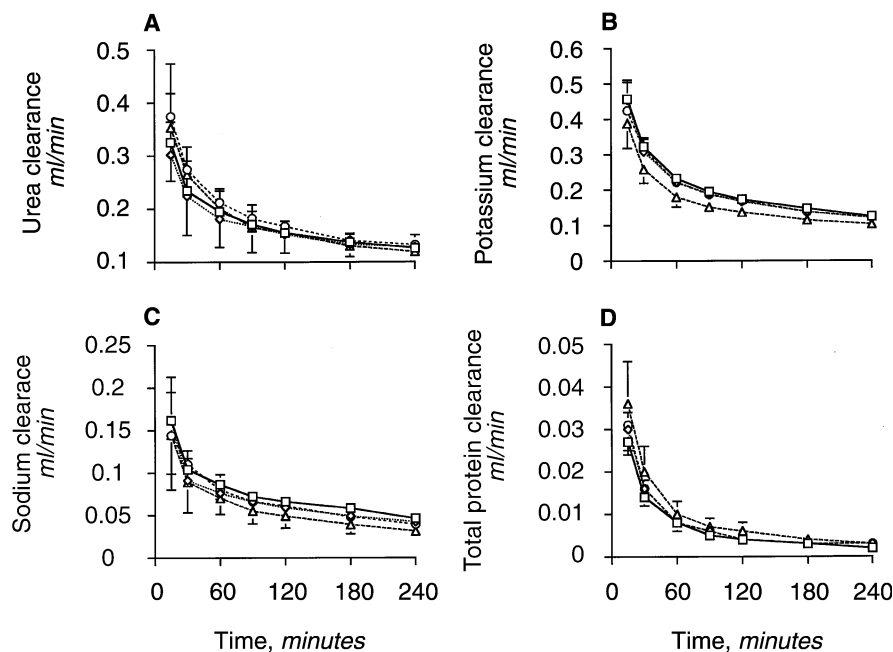 A
Urea clearance
ml/min
0.5
0.4
0.3
0.2
0.1
B
Potassium clearance
ml/min
0.6
0.5
0.4
0.3
0.2
0.1
0
C
Sodium clearace
ml/min
0.25
0.2
0.15
0.1
0.05
0
0 60 120 180 240
Time, minutes
D
Total protein clearance
ml/min
0.05
0.04
0.03
0.02
0.01
0
0 60 120 180 240
Time, minutes